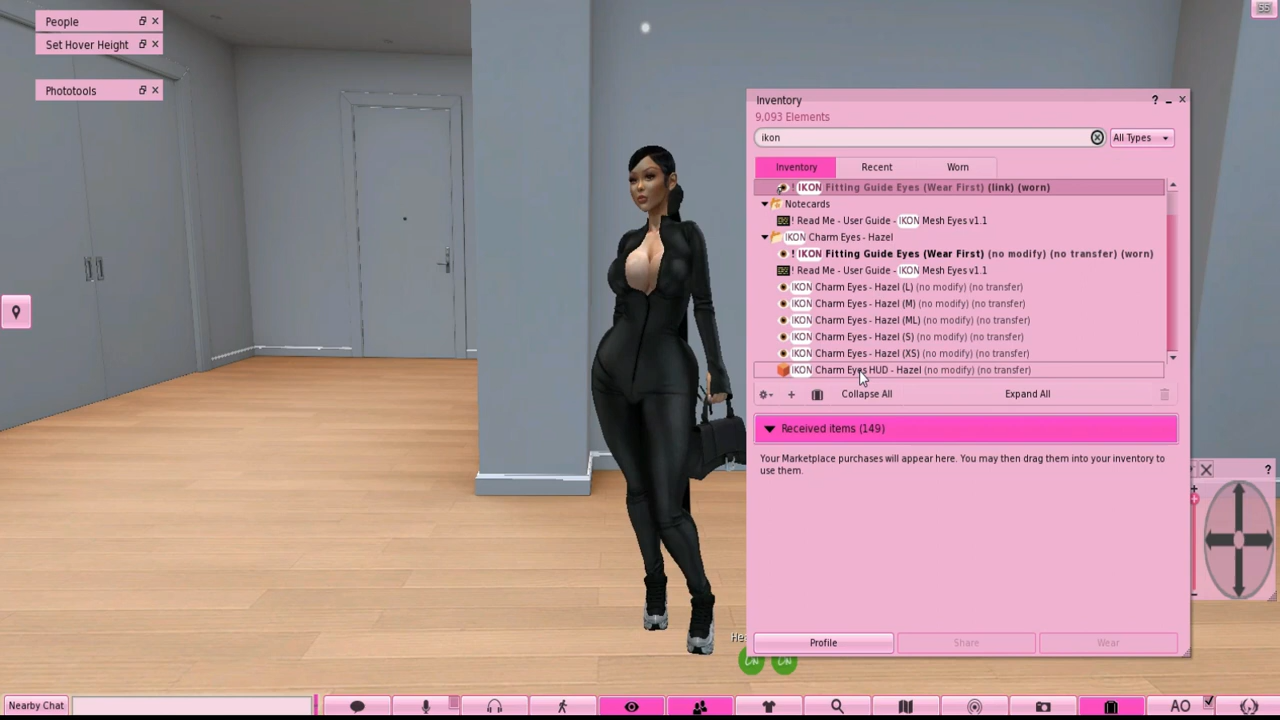 People
Set Hover Height
Phototools
55
Inventory
?
9,093 Elements
ikon
All Types
Inventory Recent Worn
! IKON Fitting Guide Eyes (Wear First) (link) (worn)
Notecards
! Read Me - User Guide - IKON Mesh Eyes v1.1
IKON Charm Eyes - Hazel
! IKON Fitting Guide Eyes (Wear First) (no modify) (no transfer) (worn)
! Read Me - User Guide - IKON Mesh Eyes v1.1
IKON Charm Eyes - Hazel (L) (no modify) (no transfer)
IKON Charm Eyes - Hazel (M) (no modify) (no transfer)
IKON Charm Eyes - Hazel (ML) (no modify) (no transfer)
IKON Charm Eyes - Hazel (S) (no modify) (no transfer)
IKON Charm Eyes - Hazel (XS) (no modify) (no transfer)
IKON Charm Eyes HUD - Hazel (no modify) (no transfer)
Collapse All Expand All
Received items (149)
Your Marketplace purchases will appear here. You may then drag them into your inventory to
use them.
?
He
Profile Share Wear
Nearby Chat
AO